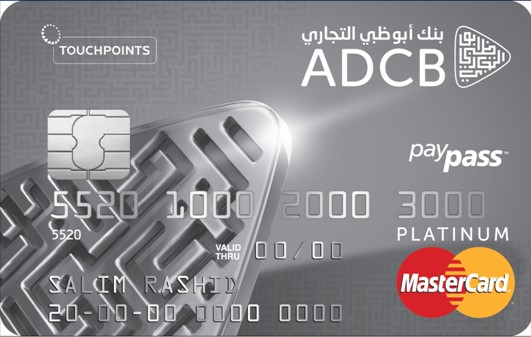 TOUCHPOINTS
بنك أبوظبي التجاري
ADCB
paypass™
5520 1000 2000 3000
5520
PLATINUM
VALID THRU 00/00
SALIM RASHID
MasterCard
20-00-00 0000 0000